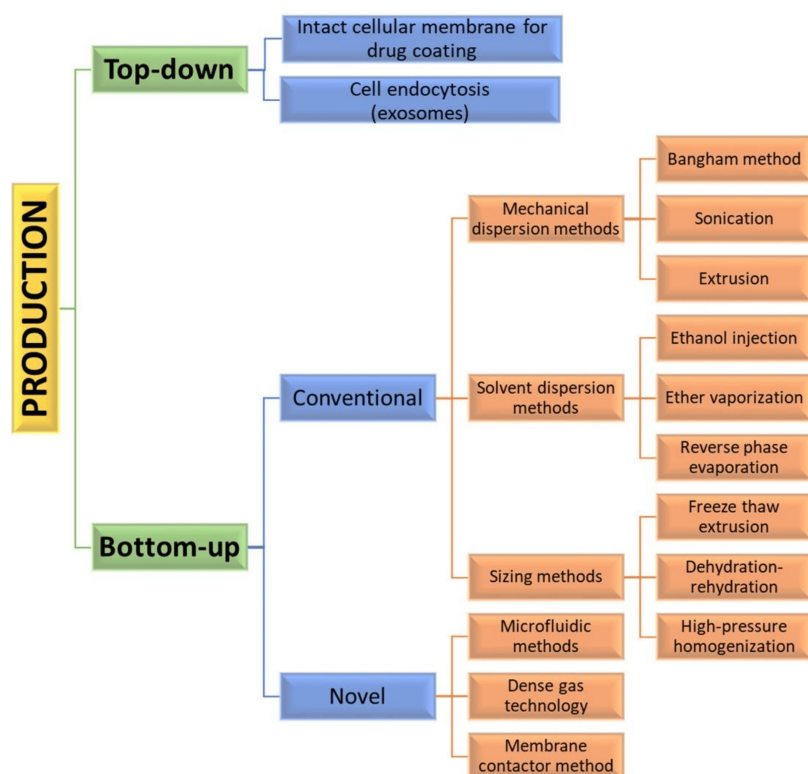 PRODUCTION
Top-down
Intact cellular membrane for
drug coating
Cell endocytosis
(exosomes)
Bottom-up
Conventional
Mechanical
dispersion methods
Bangham method
Sonication
Extrusion
Solvent dispersion
methods
Ethanol injection
Ether vaporization
Reverse phase
evaporation
Sizing methods
Freeze thaw
extrusion
Dehydration-
rehydration
High-pressure
homogenization
Novel
Microfluidic
methods
Dense gas
technology
Membrane
contactor method